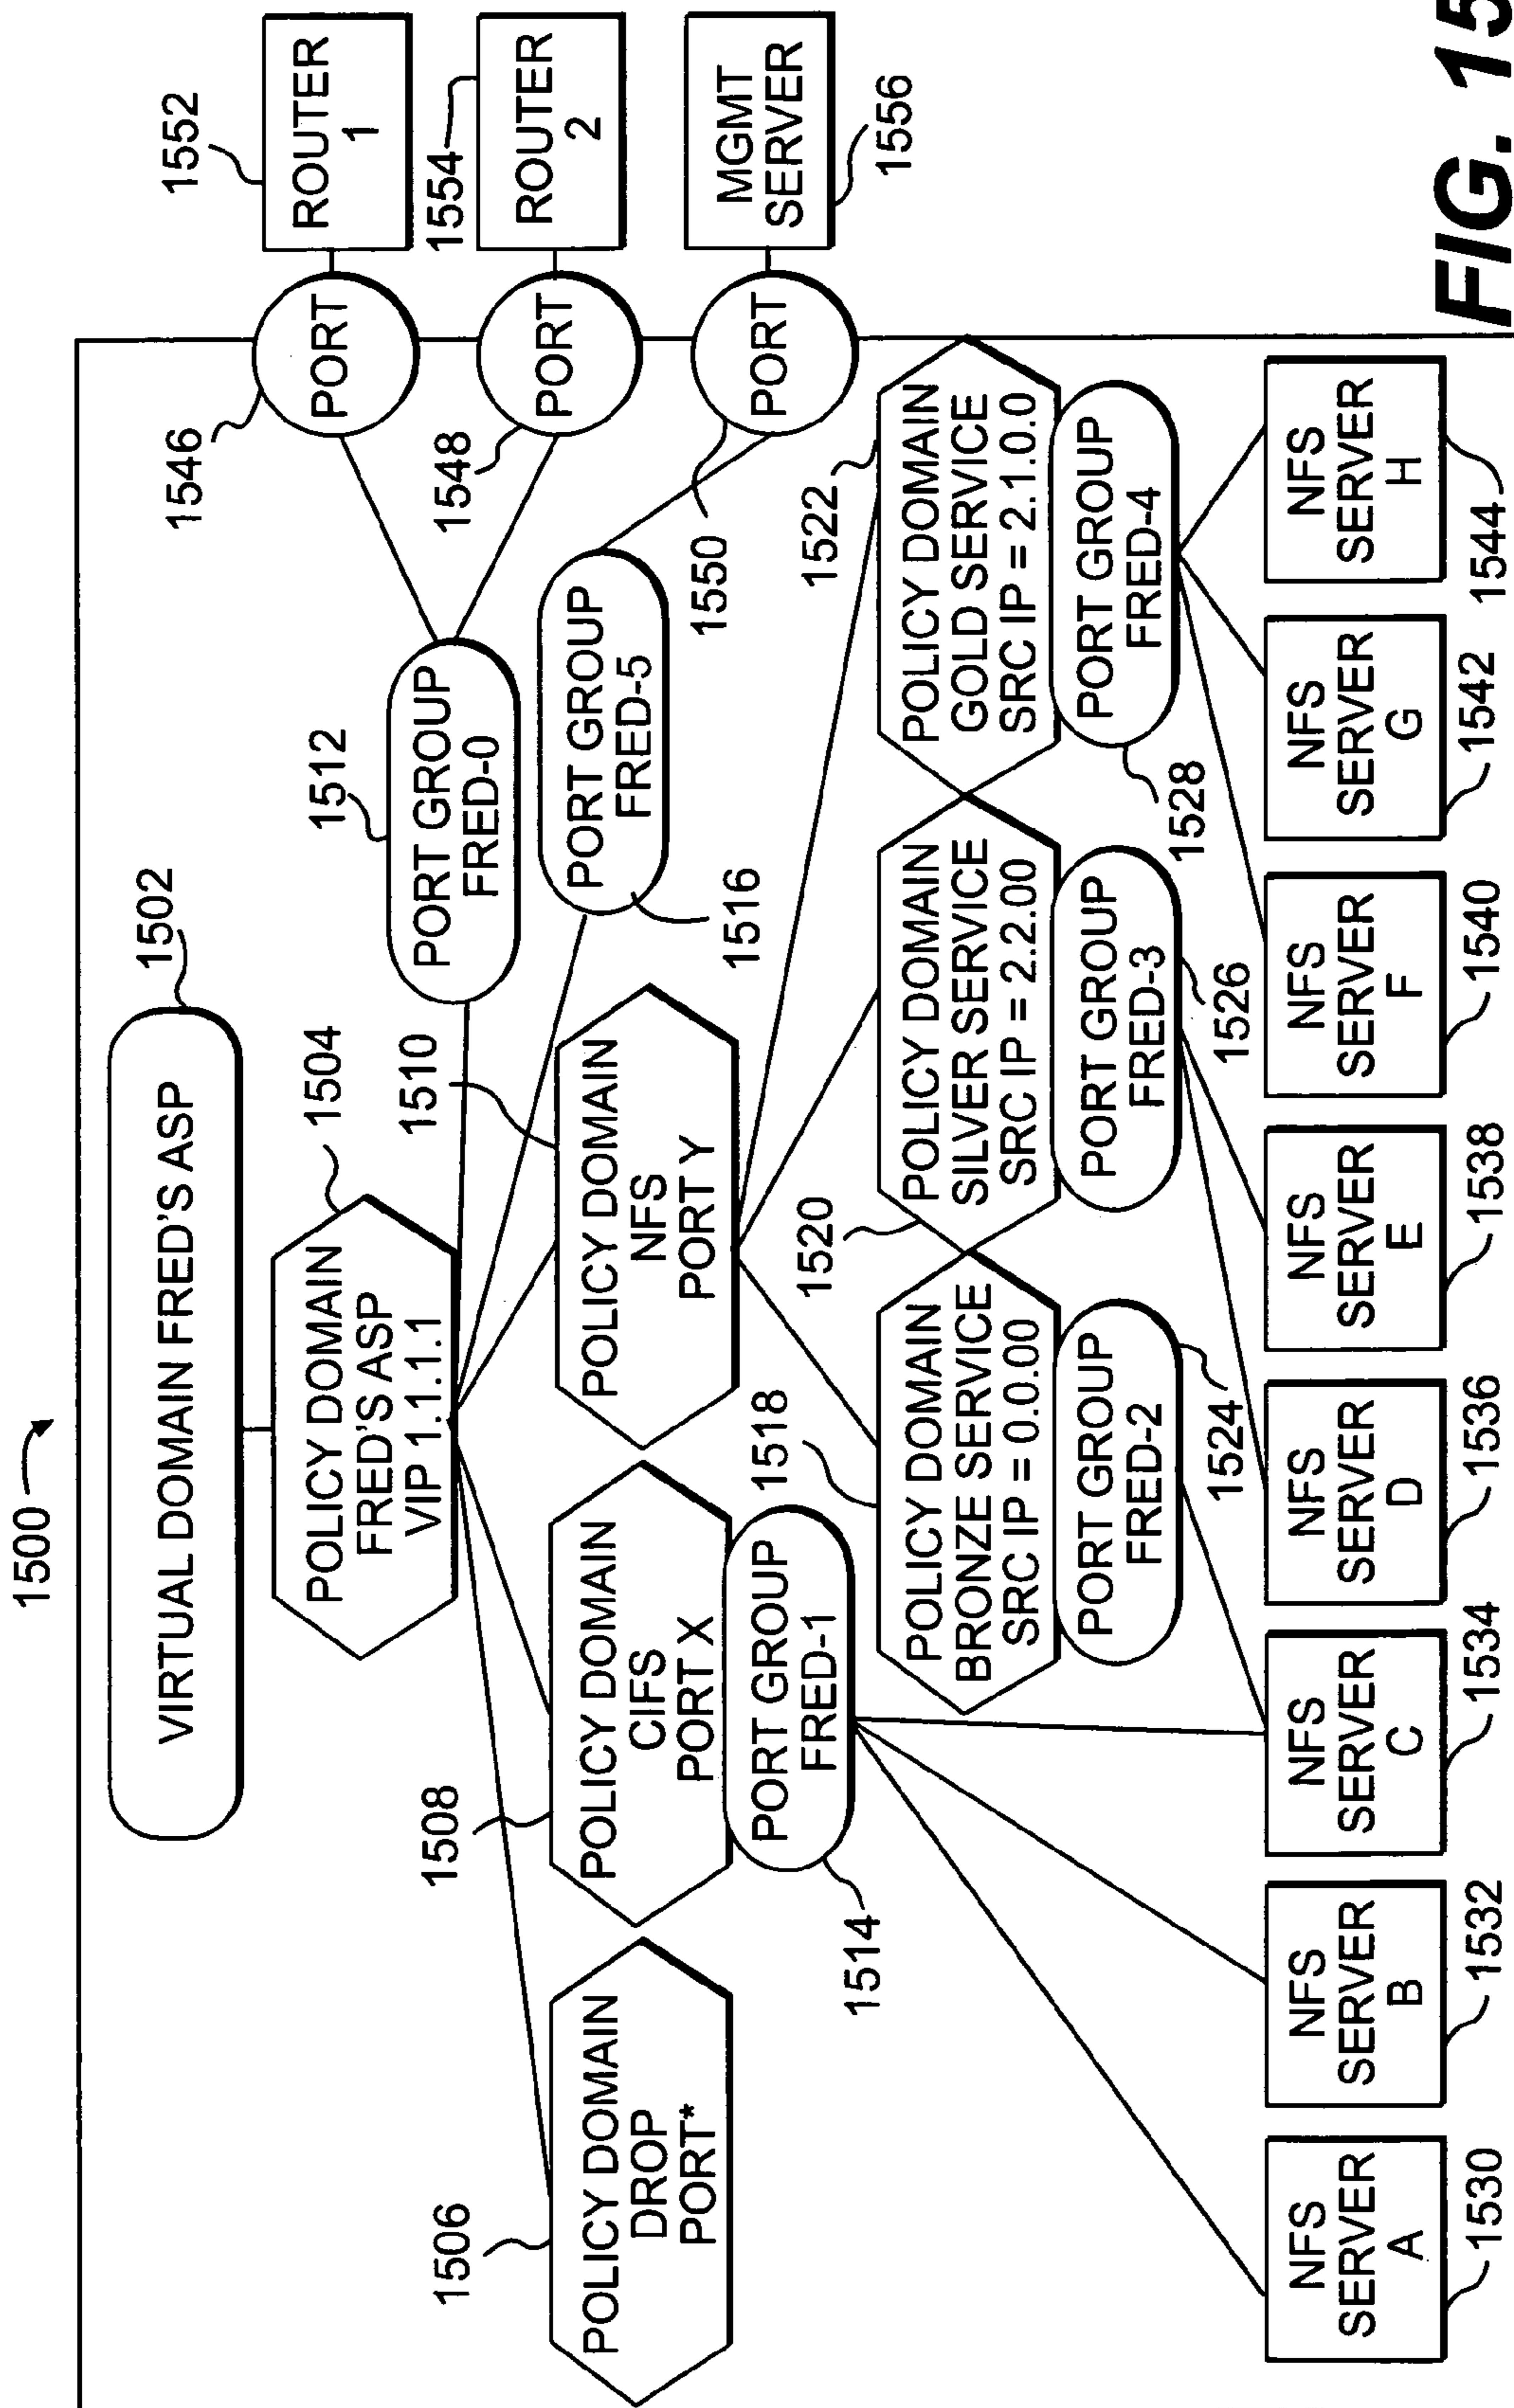 1500
VIRTUAL DOMAIN FRED'S ASP
1502
POLICY DOMAIN
FRED'S ASP
VIP 1.1.1.1
1504
1512
PORT GROUP
FRED-0
1546
PORT
1552
ROUTER
1
1506
POLICY DOMAIN
DROP
PORT*
1508
POLICY DOMAIN
CIFS
PORT X
PORT GROUP
FRED-1
1514
1510
POLICY DOMAIN
NFS
PORT Y
PORT GROUP
FRED-5
1516
1548
PORT
1554
ROUTER
2
1550
PORT
MGMT
SERVER
1556
1518
POLICY DOMAIN
BRONZE SERVICE
SRC IP = 0.0.00
PORT GROUP
FRED-2
1524
1520
POLICY DOMAIN
SILVER SERVICE
SRC IP = 2.2.00
PORT GROUP
FRED-3
1526
1522
POLICY DOMAIN
GOLD SERVICE
SRC IP = 2.1.0.0
PORT GROUP
FRED-4
1528
NFS
SERVER
A
1530
NFS
SERVER
B
1532
NFS
SERVER
C
1534
NFS
SERVER
D
1536
NFS
SERVER
E
1538
NFS
SERVER
F
1540
NFS
SERVER
G
1542
NFS
SERVER
H
1544
FIG. 15